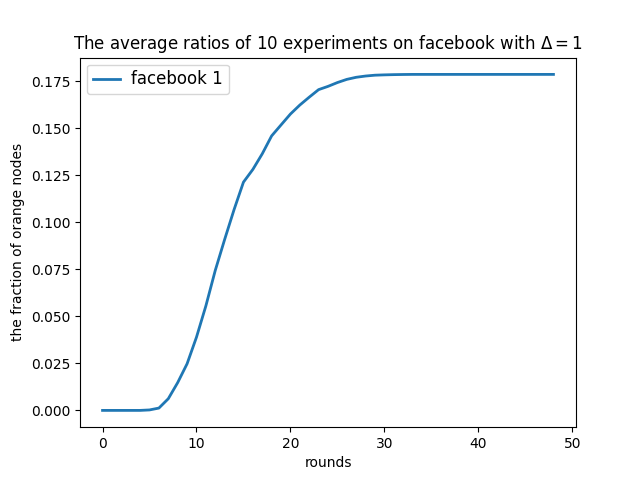 The average ratios of 10 experiments on facebook with Δ = 1
facebook 1
0.175
0.150
0.125
0.100
0.075
0.050
0.025
0.000
the fraction of orange nodes
0 10 20 30 40 50
rounds